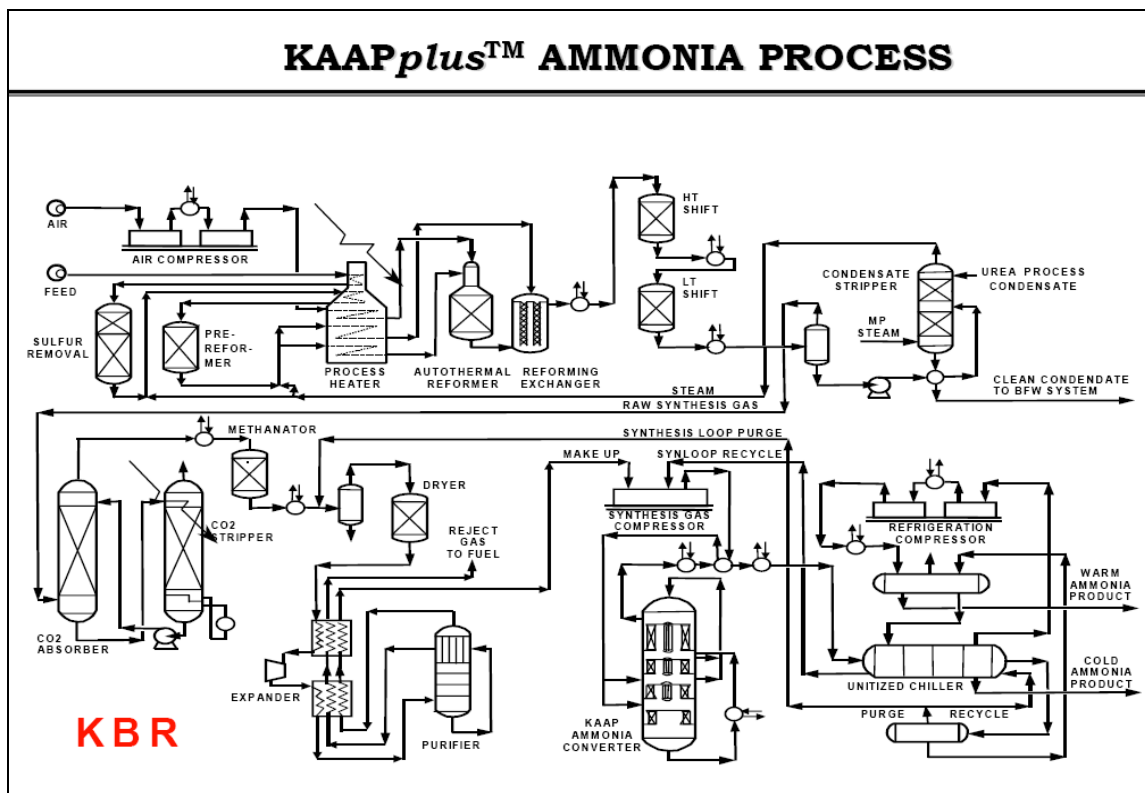 KAAPplus™ AMMONIA PROCESS
AIR
AIR COMPRESSOR
FEED
SULFUR
REMOVAL
PRE-
REFOR-
MER
PROCESS
HEATER
AUTOTHERMAL
REFORMER
REFORMING
EXCHANGER
HT
SHIFT
LT
SHIFT
CONDENSATE
STRIPPER
UREA PROCESS
CONDENSATE
MP
STEAM
CLEAN CONDENDATE
TO BFW SYSTEM
STEAM
RAW SYNTHESIS GAS
METHANATOR
SYNTHESIS LOOP PURGE
MAKE UP
SYNLOOP RECYCLE
DRYER
CO2
STRIPPER
REJECT
GAS
TO FUEL
SYNTHESIS GAS
COMPRESSOR
REFRIGERATION
COMPRESSOR
WARM
AMMONIA
PRODUCT
CO2
ABSORBER
EXPANDER
PURIFIER
KAAP
AMMONIA
CONVERTER
UNITIZED CHILLER
COLD
AMMONIA
PRODUCT
PURGE
RECYCLE
KBR